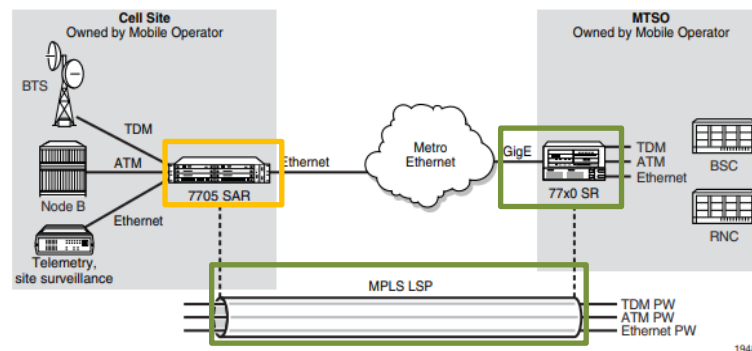 Cell Site
Owned by Mobile Operator
MTSO
Owned by Mobile Operator
BTS
TDM
ATM
Node B
Ethernet
Telemetry,
site surveillance
7705 SAR
Ethernet
Metro
Ethernet
GigE
77x0 SR
TDM
ATM
Ethernet
BSC
RNC
MPLS LSP
TDM PW
ATM PW
Ethernet PW